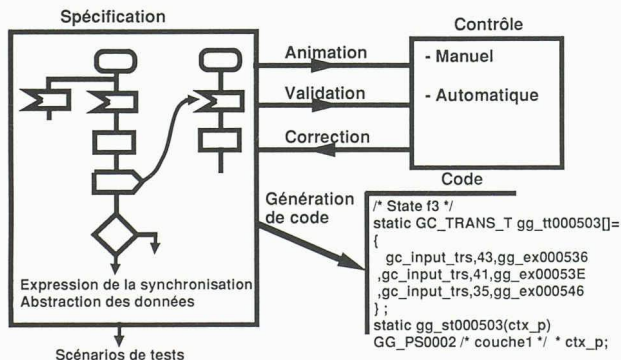 Spécification
Contrôle
Animation
- Manuel
Validation
- Automatique
Correction
Code
Génération
de code
/* State f3 */
static GC_TRANS_T gg_tt000503[]=
{
gc_input_trs,43,gg_ex000536
,gc_input_trs,41,gg_ex00053E
,gc_input_trs,35,gg_ex000546
} ;
static gg_st000503(ctx_p)
GG_PS0002 /* couche1 */ * ctx_p;
Expression de la synchronisation
Abstraction des données
Scénarios de tests